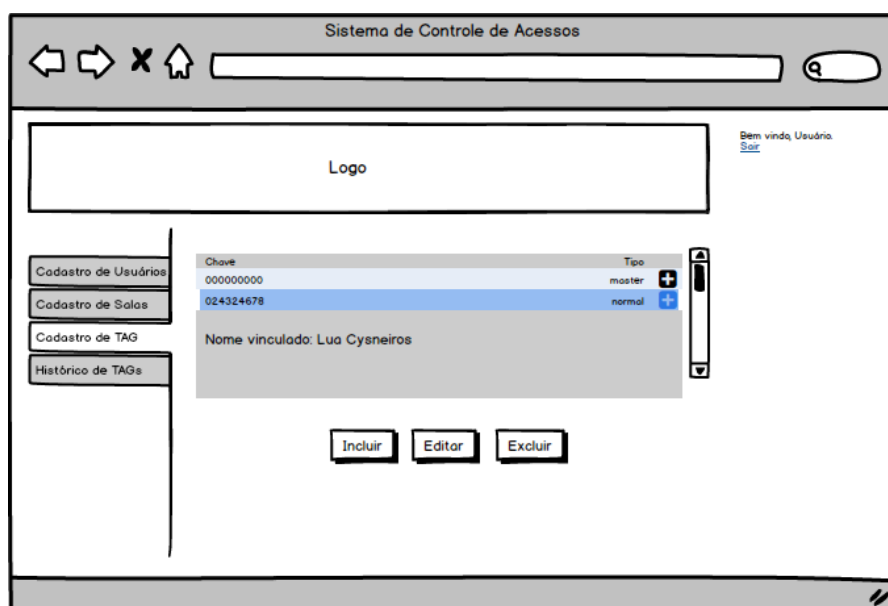 Sistema de Controle de Acessos
Bem vindo, Usuário.
Sair
Logo
Cadastro de Usuários
Cadastro de Salas
Cadastro de TAG
Histórico de TAGs
Chave Tipo
000000000 master
024324678 normal
Nome vinculado: Lua Cysneiros
Incluir Editar Excluir